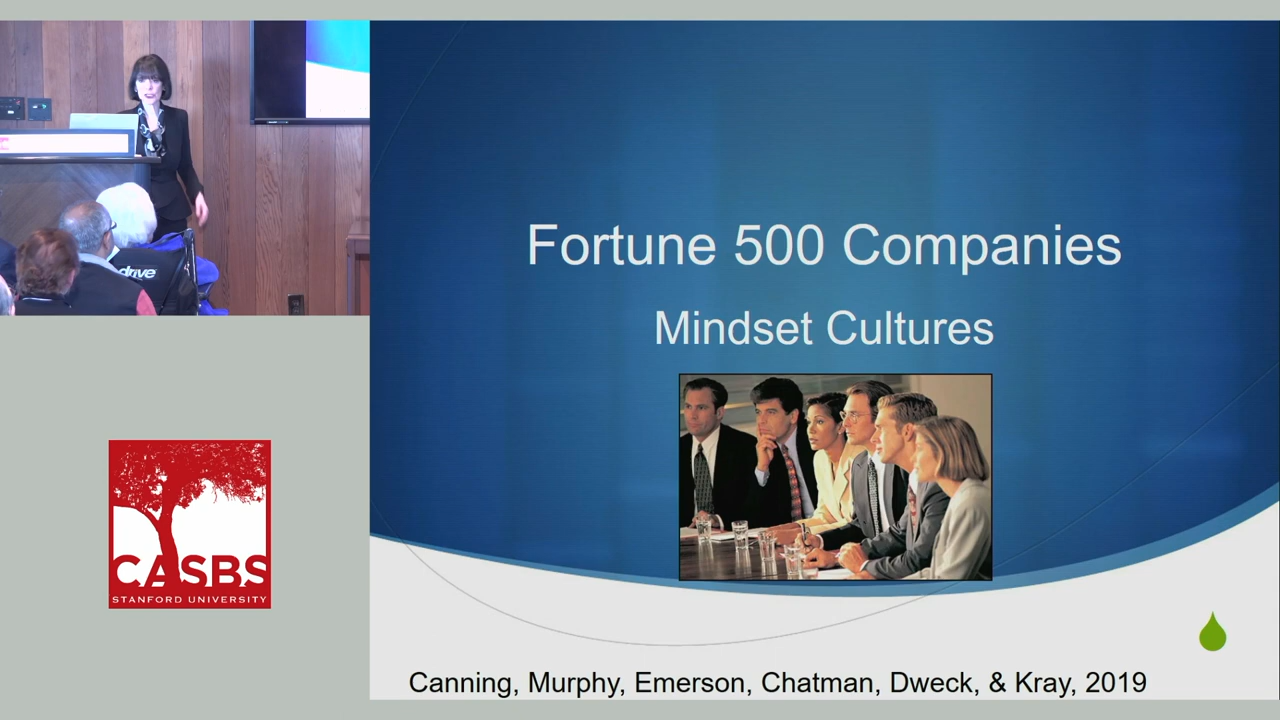 Fortune 500 Companies
Mindset Cultures
Canning, Murphy, Emerson, Chatman, Dweck, & Kray, 2019
drive
CASBS
STANFORD UNIVERSITY